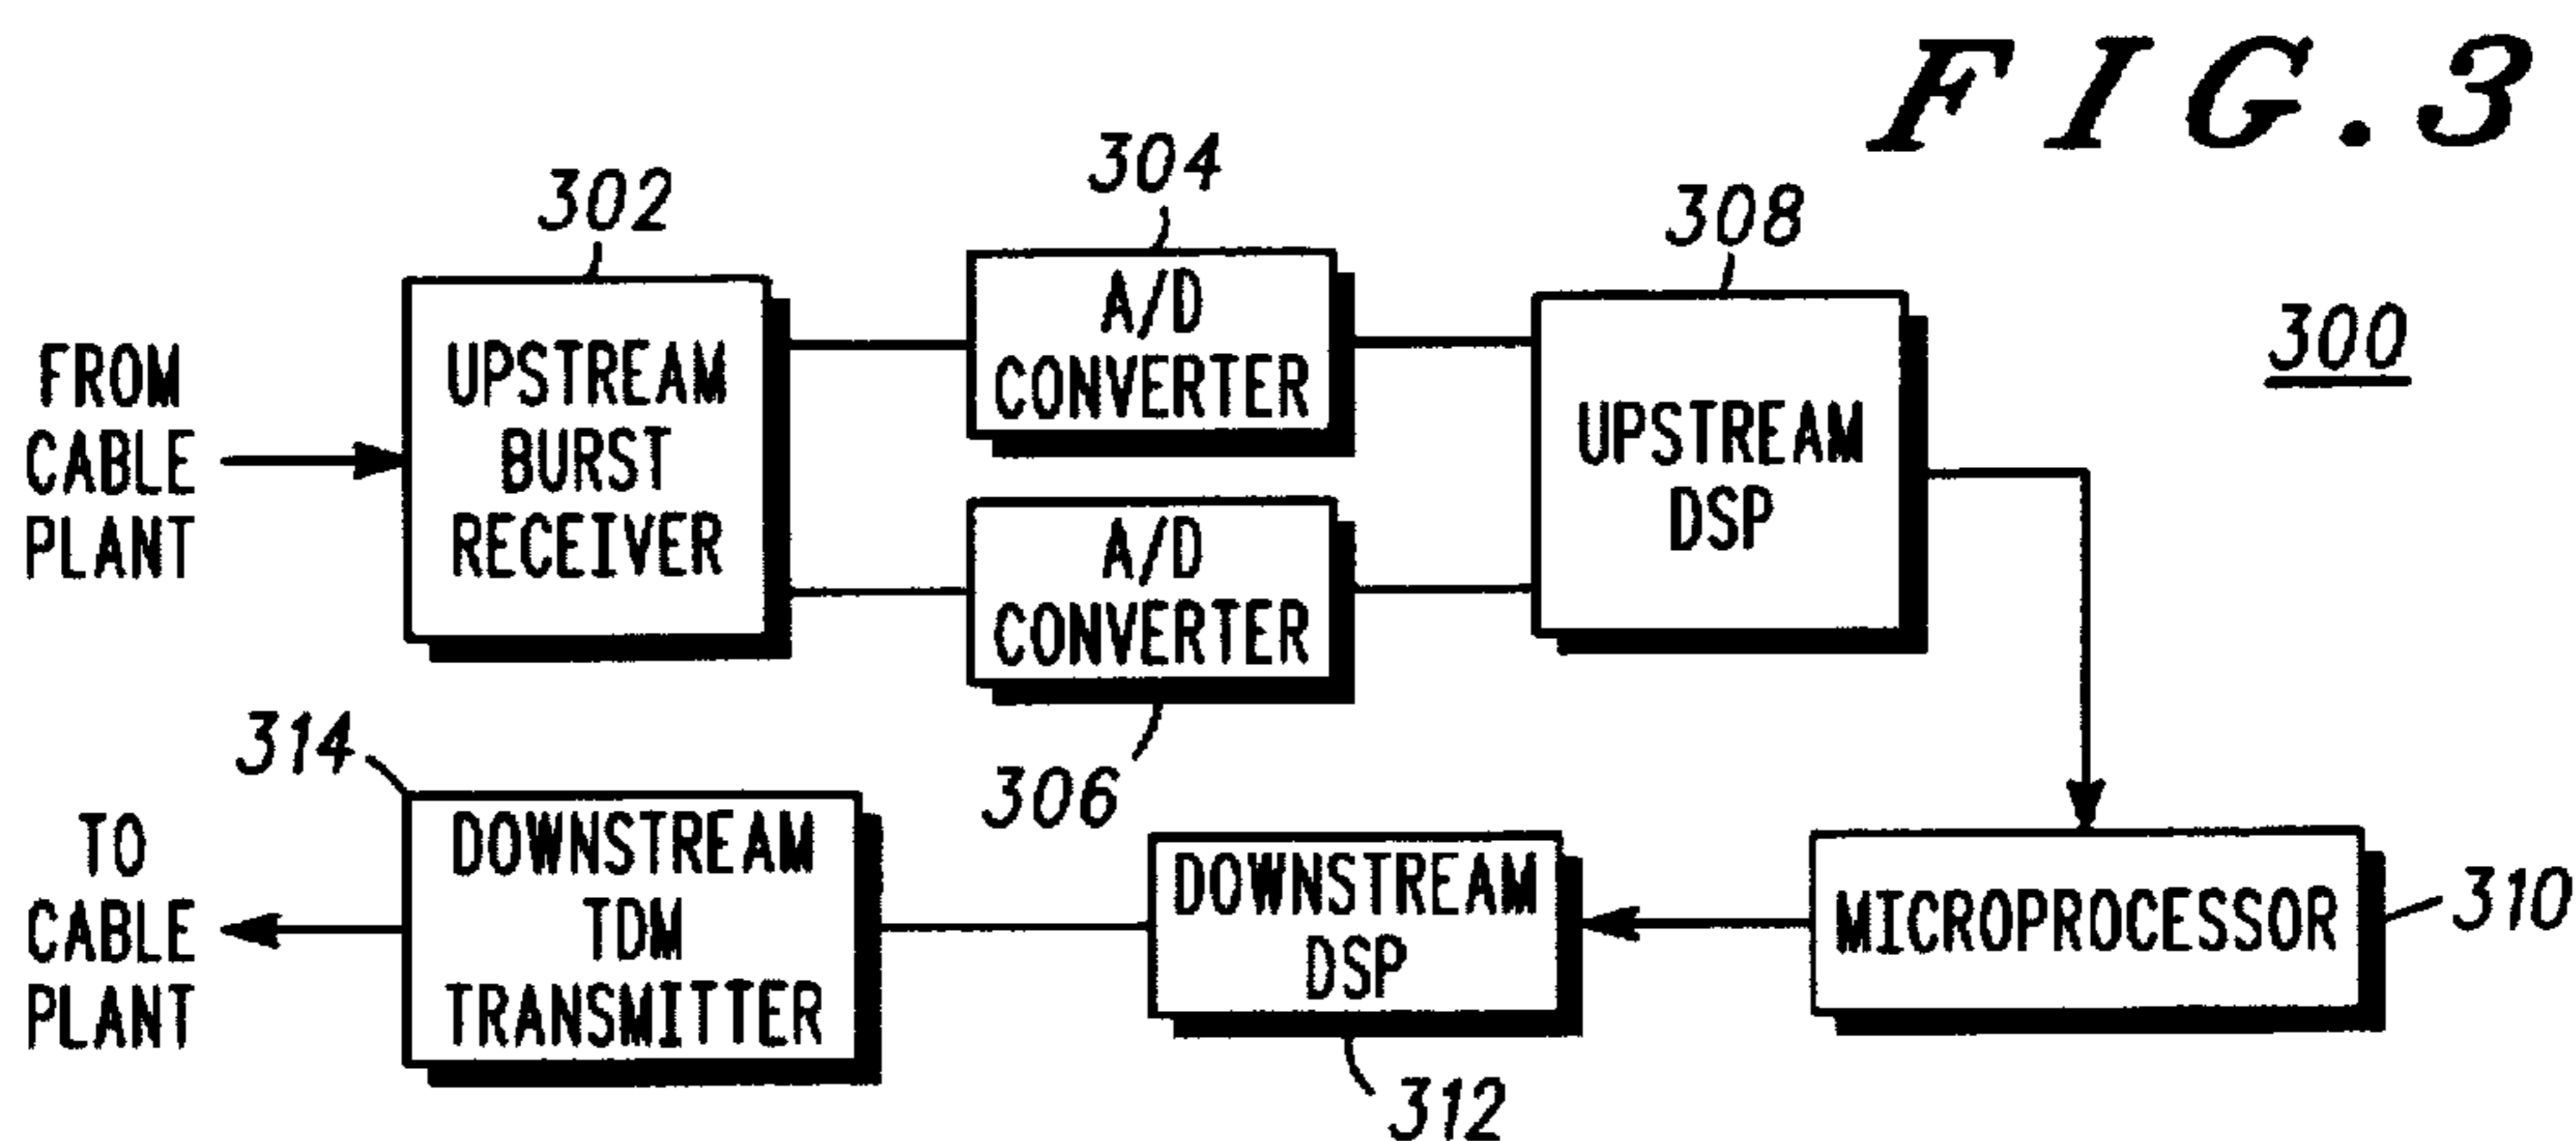 FIG.3
302
304
308
300
FROM
CABLE
PLANT
UPSTREAM
BURST
RECEIVER
A/D
CONVERTER
A/D
CONVERTER
306
UPSTREAM
DSP
314
TO
CABLE
PLANT
DOWNSTREAM
TDM
TRANSMITTER
DOWNSTREAM
DSP
312
MICROPROCESSOR
310